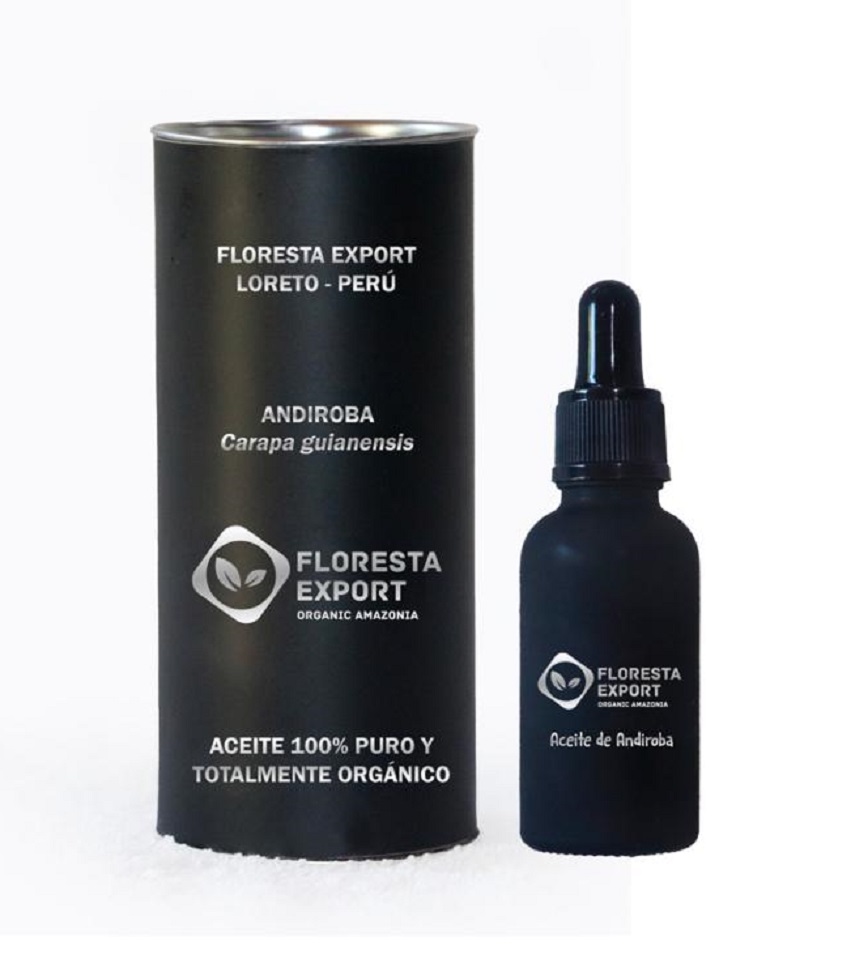 FLORESTA EXPORT
LORETO - PERÚ
ANDIROBA
Carapa guianensis
FLORESTA
EXPORT
ORGANIC AMAZONIA
ACEITE 100% PURO Y
TOTALMENTE ORGÁNICO
FLORESTA
EXPORT
ORGANIC AMAZONIA
Aceite de Andiroba